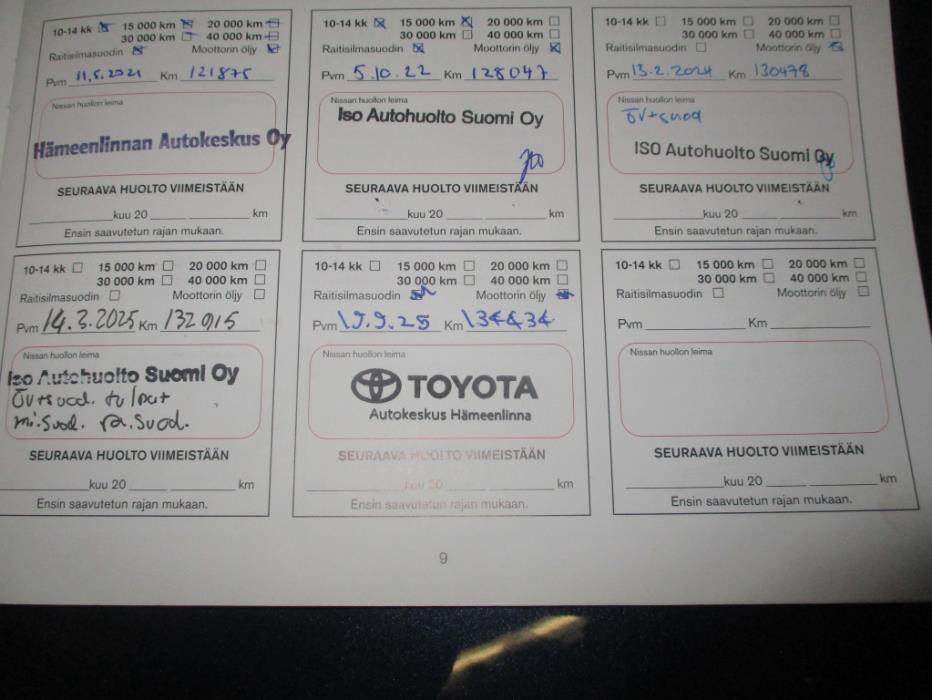 10-14 kk 15 000 km 20 000 km
30 000 km 40 000 km
Raitisilmasuodin Moottorin öljy
Pvm 11.5.2021 Km 121875
Nissan huollon leima
Hämeenlinnan Autokeskus Oy
SEURAAVA HUOLTO VIIMEISTÄÄN
kuu 20 km
Ensin saavutetun rajan mukaan.
10-14 kk 15 000 km 20 000 km
30 000 km 40 000 km
Raitisilmasuodin Moottorin öljy
Pvm 5.10.22 Km 128047
Nissan huollon leima
Iso Autohuolto Suomi Oy
SEURAAVA HUOLTO VIIMEISTÄÄN
kuu 20 km
Ensin saavutetun rajan mukaan.
10-14 kk 15 000 km 20 000 km
30 000 km 40 000 km
Raitisilmasuodin Moottorin öljy
Pvm 13.2.2024 Km 130478
Nissan huollon leima
öv+suod
ISO Autohuolto Suomi Oy
SEURAAVA HUOLTO VIIMEISTÄÄN
kuu 20 km
Ensin saavutetun rajan mukaan.
10-14 kk 15 000 km 20 000 km
30 000 km 40 000 km
Raitisilmasuodin Moottorin öljy
Pvm 14.3.2025 Km 132015
Nissan huollon leima
Iso Autohuolto Suomi Oy
öv+suod. tu/pat
mi.suod. ra.suod.
SEURAAVA HUOLTO VIIMEISTÄÄN
kuu 20 km
Ensin saavutetun rajan mukaan.
10-14 kk 15 000 km 20 000 km
30 000 km 40 000 km
Raitisilmasuodin Moottorin öljy
Pvm 19.9.25 Km 134434
Nissan huollon leima
TOYOTA
Autokeskus Hämeenlinna
SEURAAVA HUOLTO VIIMEISTÄÄN
kuu 20 km
Ensin saavutetun rajan mukaan.
10-14 kk 15 000 km 20 000 km
30 000 km 40 000 km
Raitisilmasuodin Moottorin öljy
Pvm Km
Nissan huollon leima
SEURAAVA HUOLTO VIIMEISTÄÄN
kuu 20 km
Ensin saavutetun rajan mukaan.
9